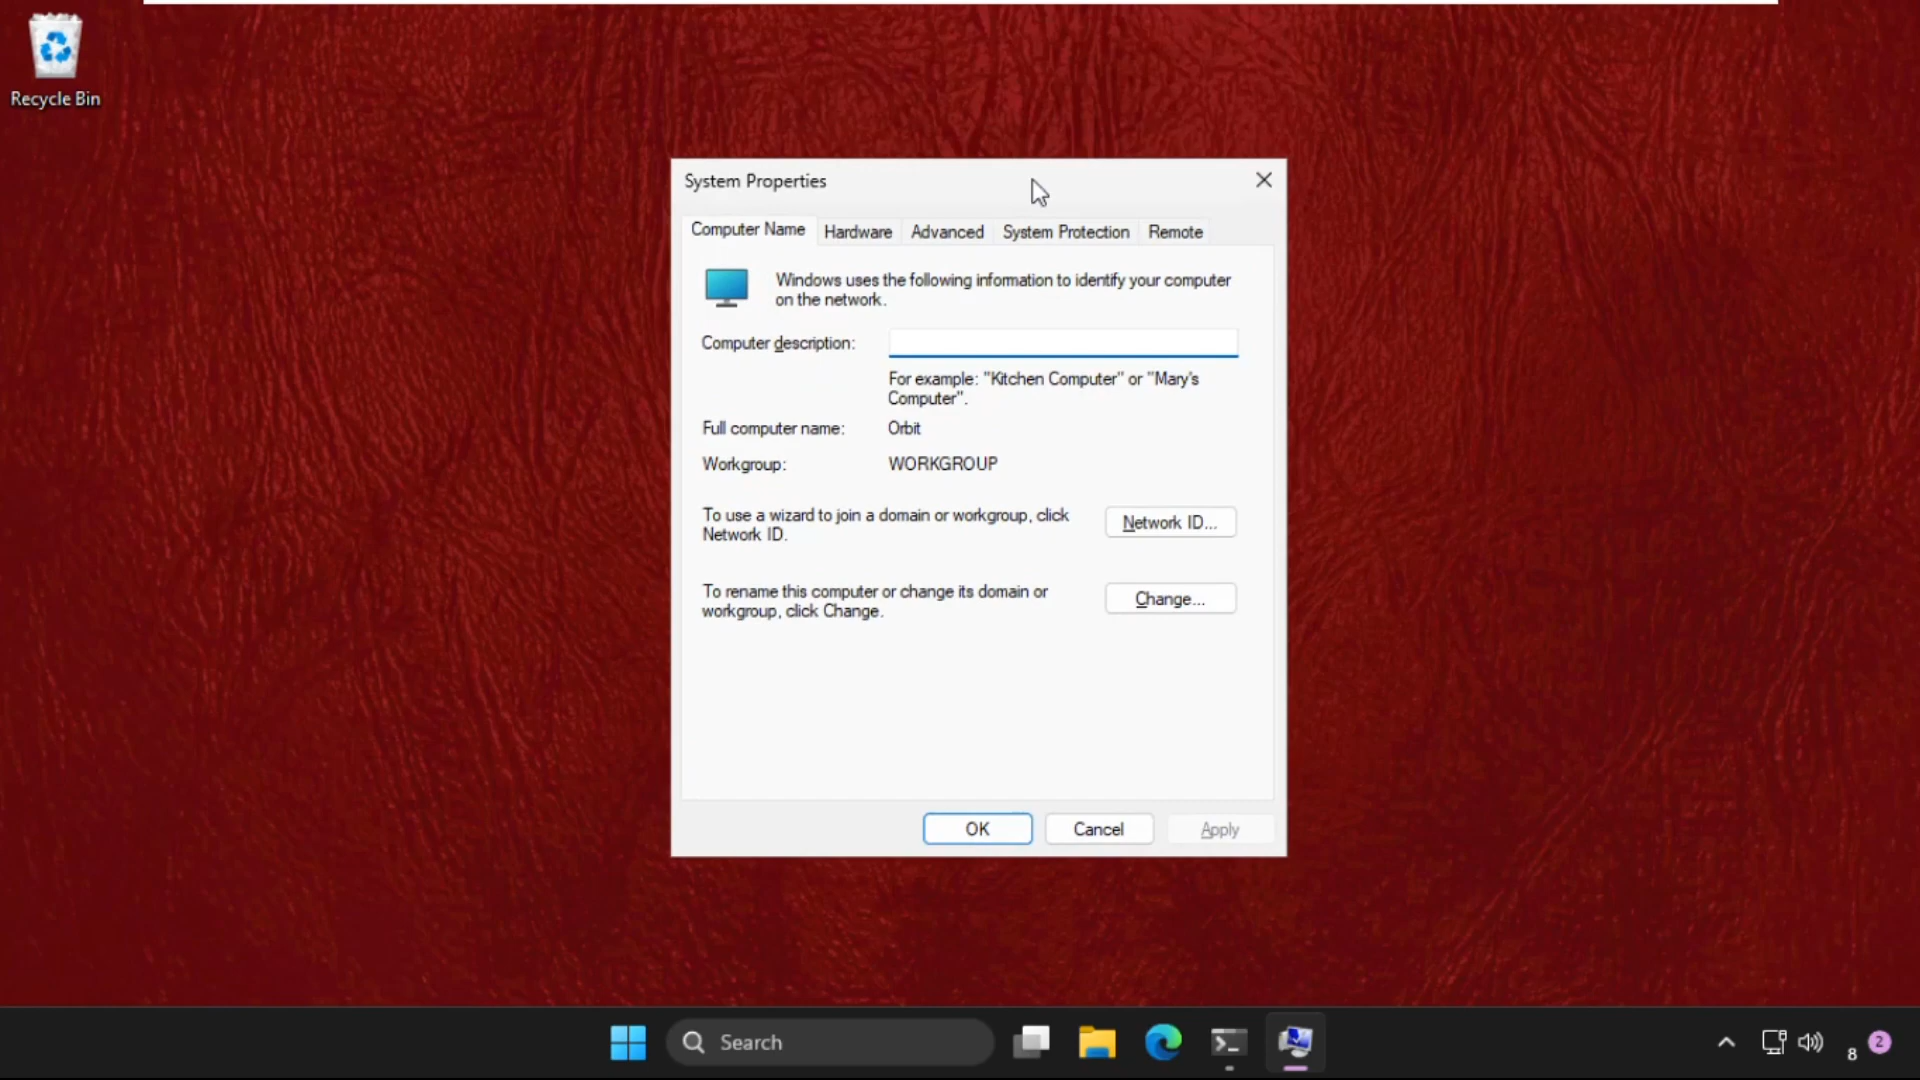 Recycle Bin
System Properties
Computer Name
Hardware
Advanced
System Protection
Remote
Windows uses the following information to identify your computer
on the network.
Computer description:
For example: "Kitchen Computer" or "Mary's
Computer".
Full computer name:
Orbit
Workgroup:
WORKGROUP
To use a wizard to join a domain or workgroup, click
Network ID.
Network ID...
To rename this computer or change its domain or
workgroup, click Change.
Change...
OK
Cancel
Apply
Search
8
2